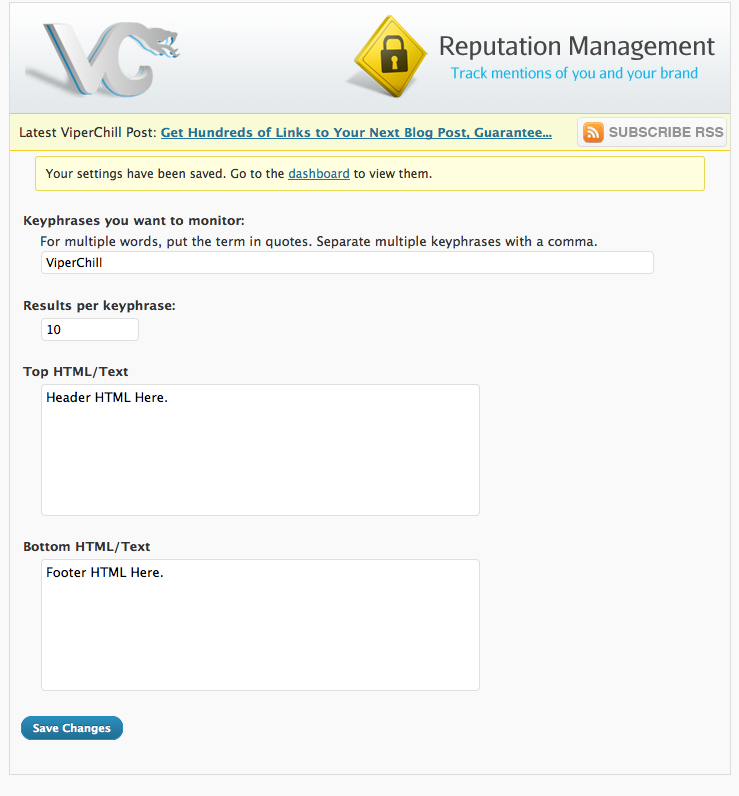 VC
Reputation Management
Track mentions of you and your brand
Latest ViperChill Post: Get Hundreds of Links to Your Next Blog Post, Guarantee... SUBSCRIBE RSS
Your settings have been saved. Go to the dashboard to view them.
Keyphrases you want to monitor:
For multiple words, put the term in quotes. Separate multiple keyphrases with a comma.
ViperChill
Results per keyphrase:
10
Top HTML/Text
Header HTML Here.
Bottom HTML/Text
Footer HTML Here.
Save Changes